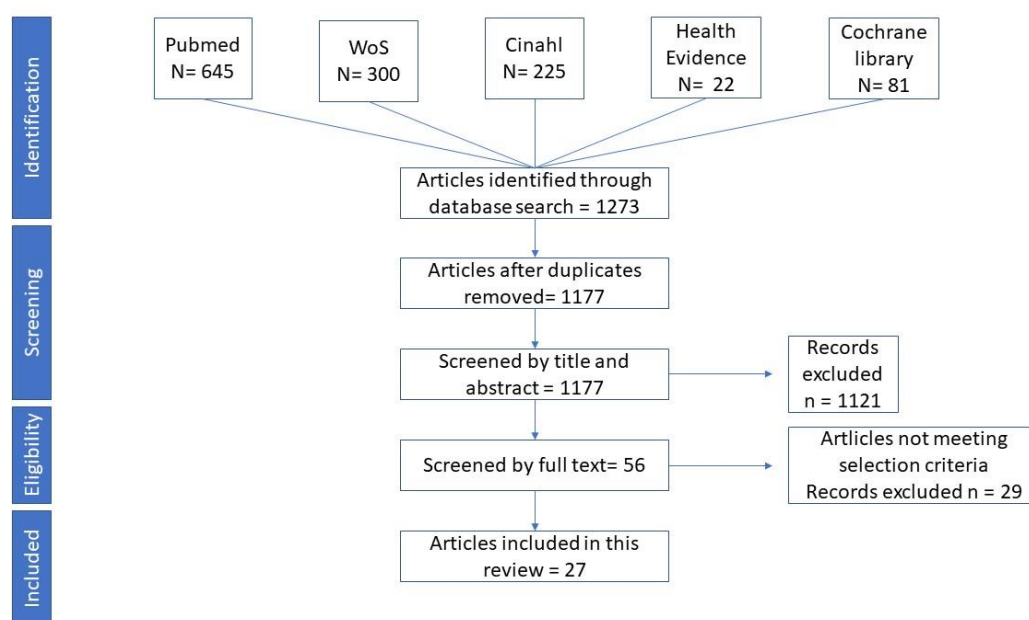 Identification
Pubmed
N= 645
WoS
N= 300
Cinahl
N= 225
Health
Evidence
N=  22
Cochrane
library
N= 81
Articles identified through
database search = 1273
Screening
Articles after duplicates
removed= 1177
Screened by title and
abstract = 1177
Records
excluded
n = 1121
Eligibility
Screened by full text= 56
Artlicles not meeting
selection criteria
Records excluded n = 29
Included
Articles included in this
review = 27